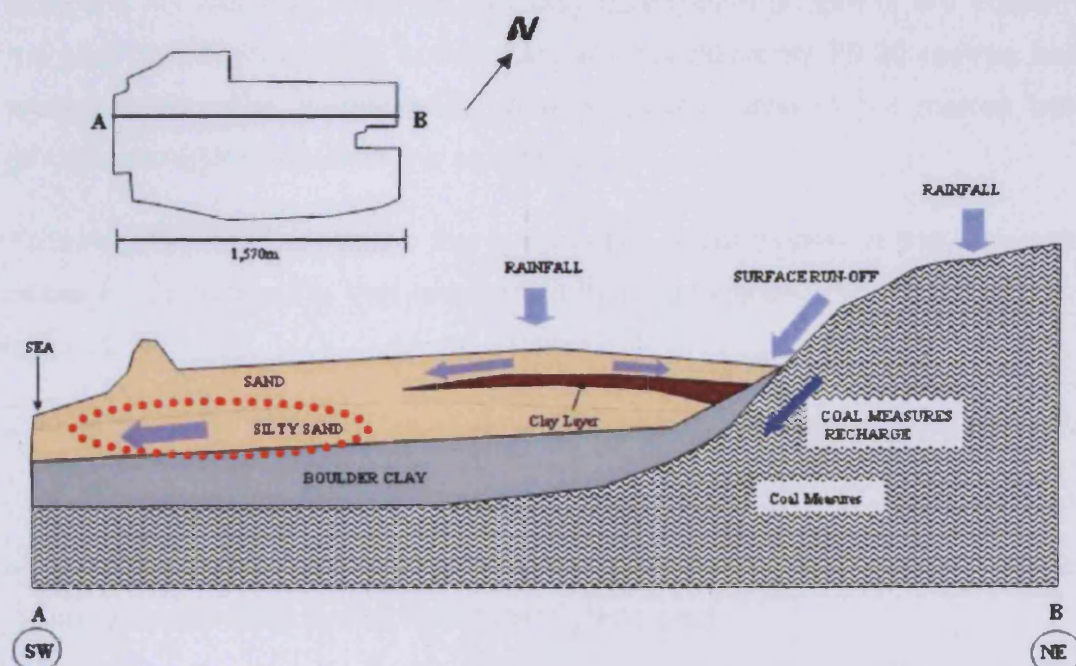 N
A
B
1,570m
RAINFALL
RAINFALL
SURFACE RUN-OFF
SEA
SAND
Clay Layer
COAL MEASURES
RECHARGE
SILTY SAND
BOULDER CLAY
Coal Measures
A
B
SW
NE